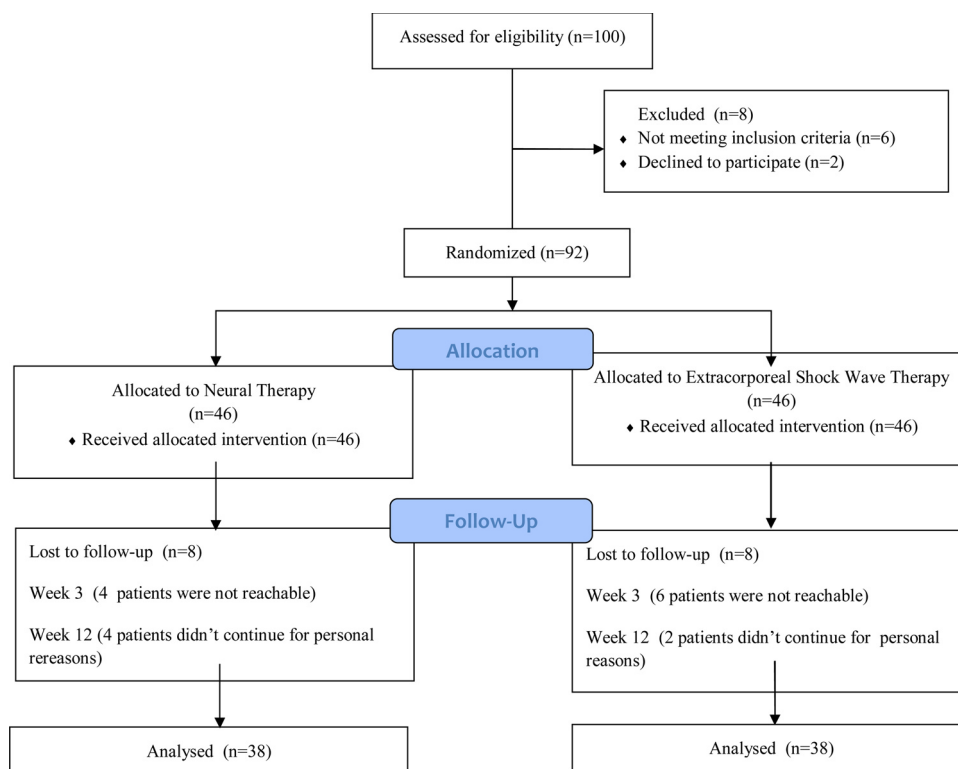 Assessed for eligibility (n=100)
Excluded (n=8)
♦ Not meeting inclusion criteria (n=6)
♦ Declined to participate (n=2)
Randomized (n=92)
Allocation
Allocated to Neural Therapy
(n=46)
♦ Received allocated intervention (n=46)
Allocated to Extracorporeal Shock Wave Therapy
(n=46)
♦ Received allocated intervention (n=46)
Follow-Up
Lost to follow-up (n=8)
Week 3 (4 patients were not reachable)
Week 12 (4 patients didn’t continue for personal
rereasons)
Lost to follow-up (n=8)
Week 3 (6 patients were not reachable)
Week 12 (2 patients didn’t continue for personal
reasons)
Analysed (n=38)
Analysed (n=38)